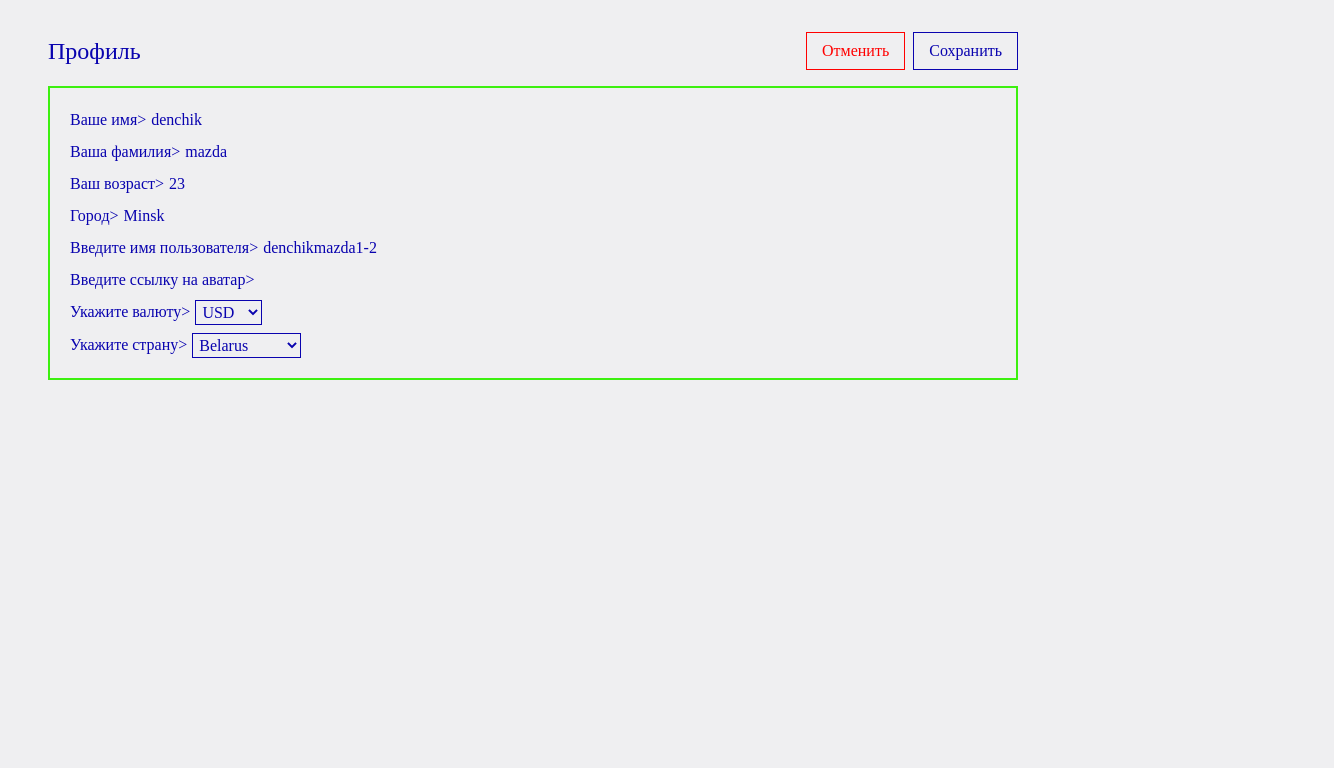 Профиль
Отменить
Сохранить
Ваше имя> denchik
Ваша фамилия> mazda
Ваш возраст> 23
Город> Minsk
Введите имя пользователя> denchikmazda1-2
Введите ссылку на аватар>
Укажите валюту> USD
Укажите страну> Belarus